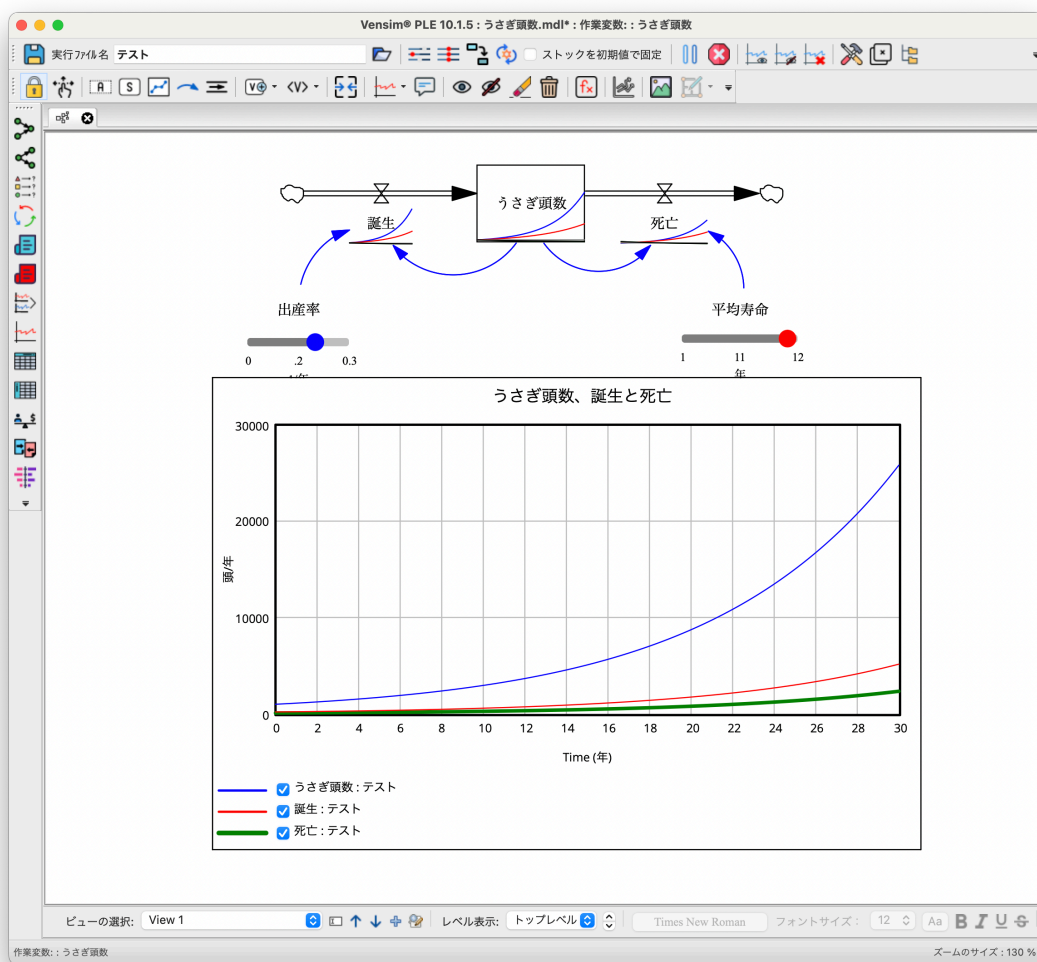 Vensim® PLE 10.1.5 : うさぎ頭数.mdl* : 作業変数: : うさぎ頭数
実行ファイル名 テスト ストックを初期値で固定
A S V <V> fx
うさぎ頭数
誕生 死亡
出産率 平均寿命
0 .2 0.3 1 11 12
年
うさぎ頭数、誕生と死亡
30000
20000
頭/年
10000
0
0 2 4 6 8 10 12 14 16 18 20 22 24 26 28 30
Time (年)
うさぎ頭数 : テスト
誕生 : テスト
死亡 : テスト
ビューの選択: View 1 レベル表示: トップレベル Times New Roman フォントサイズ : 12 Aa B I U S
作業変数: : うさぎ頭数 ズームのサイズ : 130 %